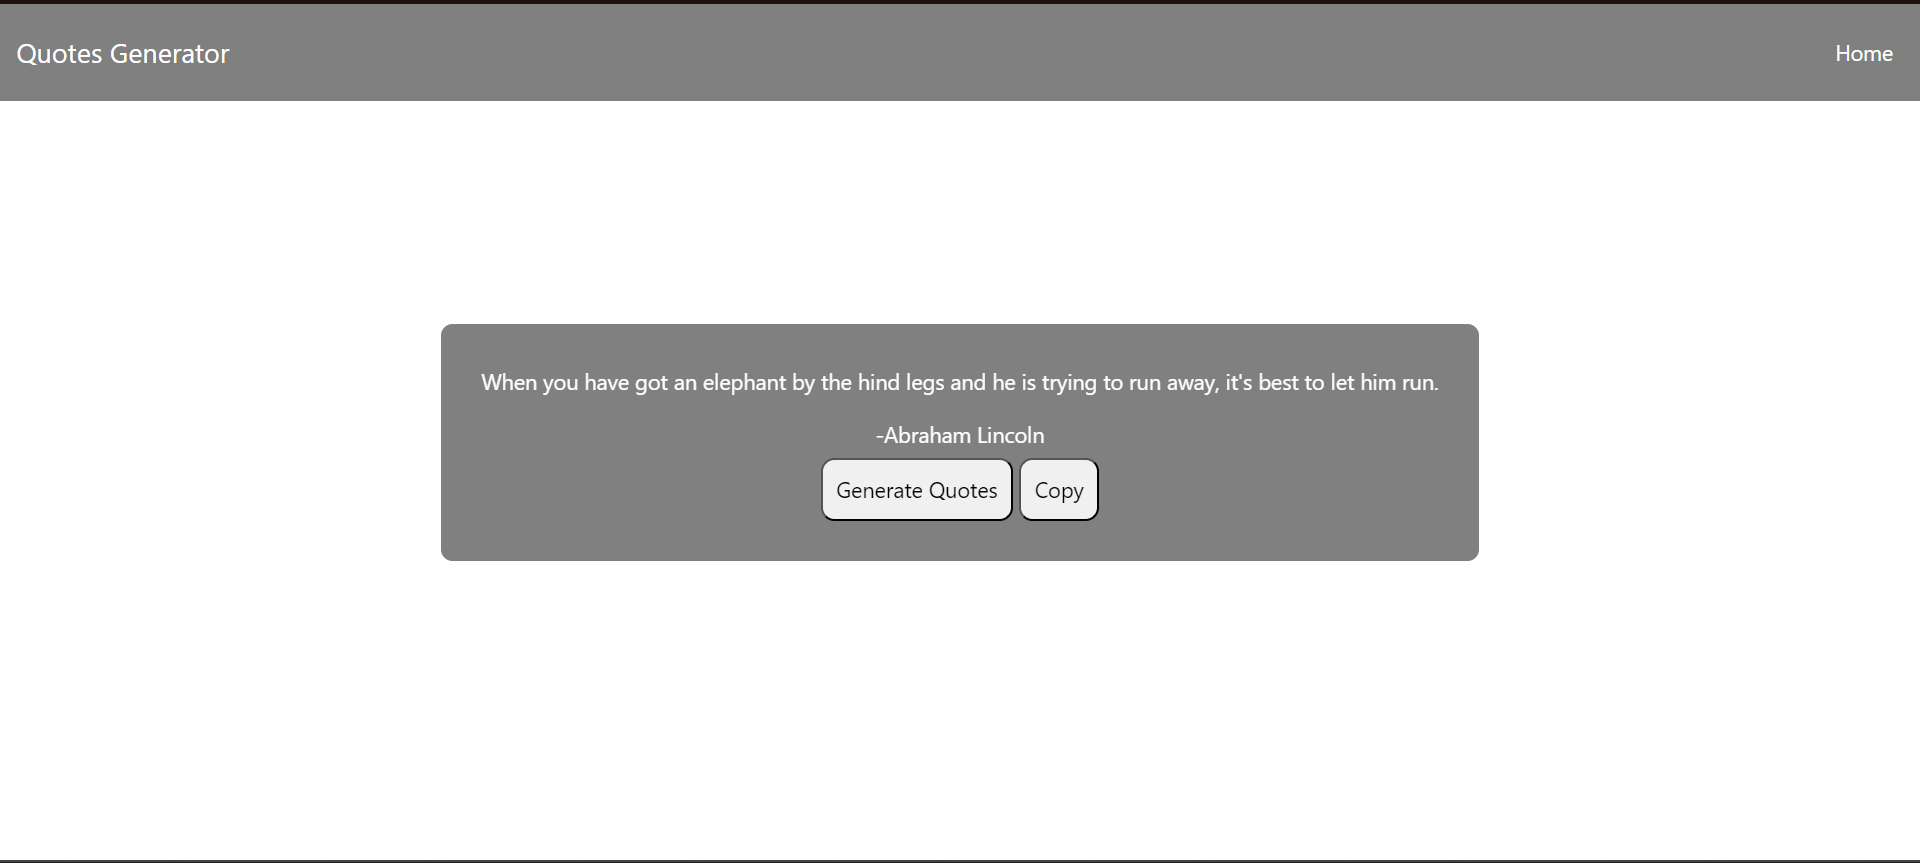 Quotes Generator
Home
When you have got an elephant by the hind legs and he is trying to run away, it's best to let him run.
-Abraham Lincoln
Generate Quotes
Copy